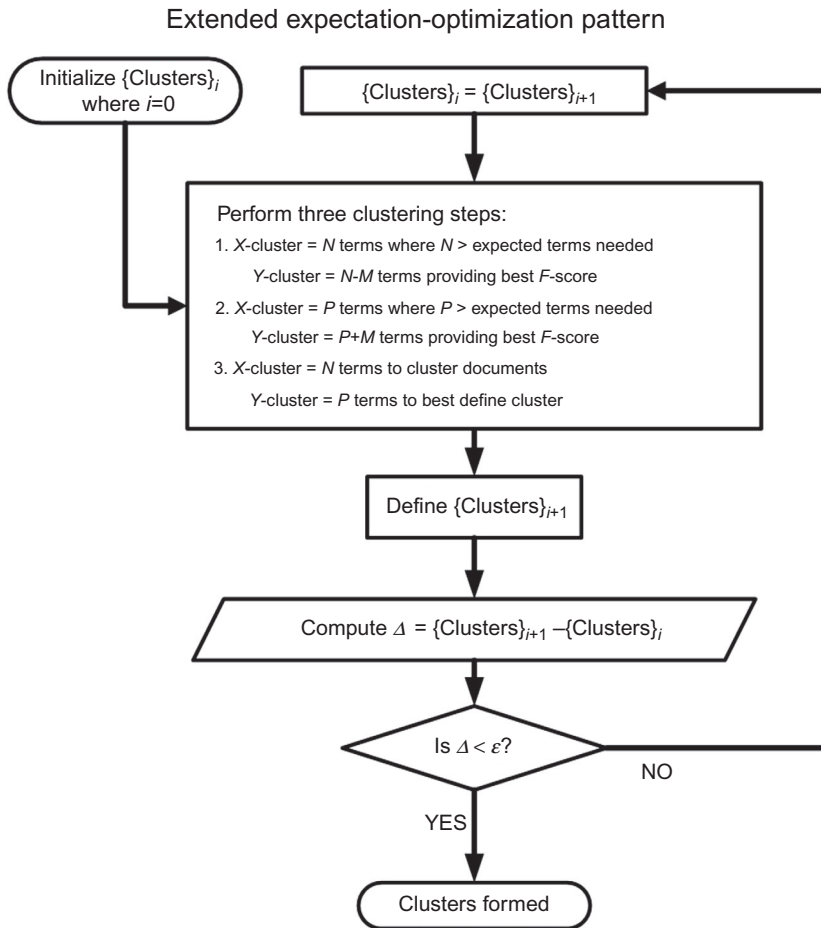 Extended expectation-optimization pattern
Initialize {Clusters}i
where i=0
{Clusters}i = {Clusters}i+1
Perform three clustering steps:
1. X-cluster = N terms where N > expected terms needed
Y-cluster = N-M terms providing best F-score
2. X-cluster = P terms where P > expected terms needed
Y-cluster = P+M terms providing best F-score
3. X-cluster = N terms to cluster documents
Y-cluster = P terms to best define cluster
Define {Clusters}i+1
Compute Δ = {Clusters}i+1 –{Clusters}i
Is Δ < ε?
NO
YES
Clusters formed